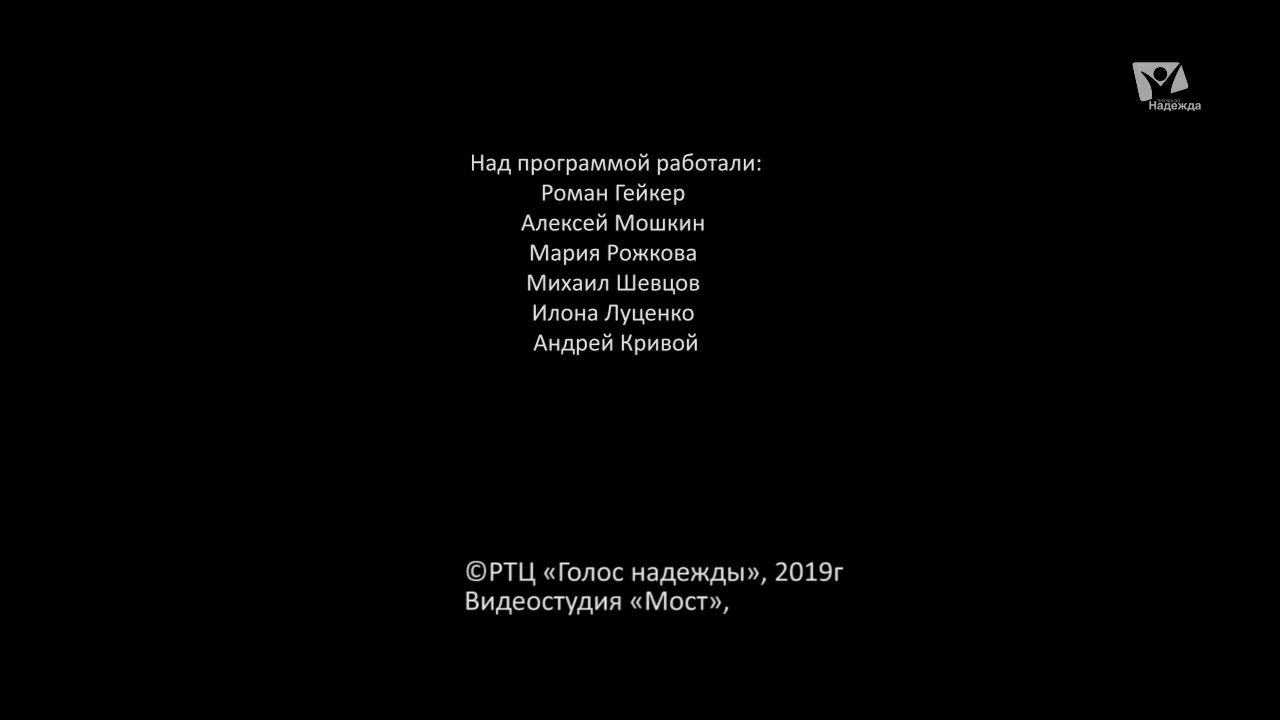 телеканал
Надежда
Над программой работали:
Роман Гейкер
Алексей Мошкин
Мария Рожкова
Михаил Шевцов
Илона Луценко
Андрей Кривой
©РТЦ «Голос надежды», 2019г
Видеостудия «Мост»,